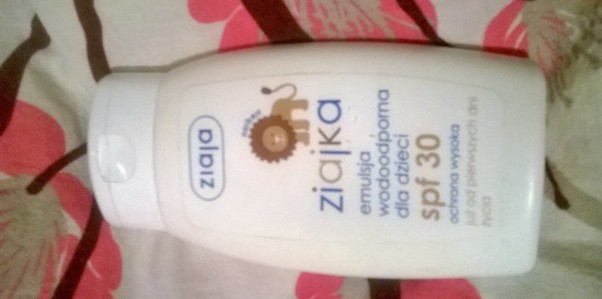 ziaja
ziajka
emulsja
wodoodporna
dla dzieci
spf 30
ochrona wysoka
już od pierwszych dni
życia